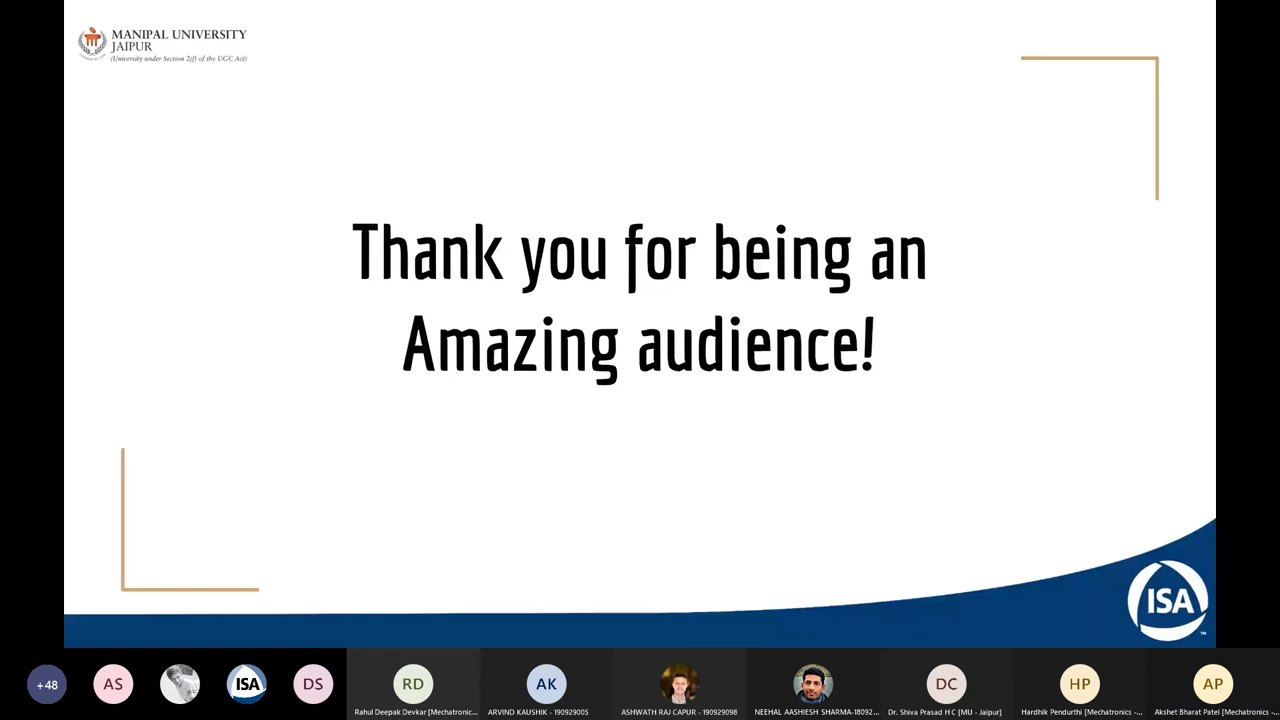 MANIPAL UNIVERSITY
JAIPUR
(University under Section 2(f) of the UGC Act)
Thank you for being an
Amazing audience!
ISA
TM
+48
AS
ISA
DS
RD
AK
DC
HP
AP
Rahul Deepak Devkar [Mechatronic...
ARVIND KAUSHIK - 190929005
ASHWATH RAJ CAPUR - 190929098
NEEHAL AASHIESH SHARMA-18092...
Dr. Shiva Prasad H C [MU - Jaipur]
Hardhik Pendurthi [Mechatronics -...
Akshet Bharat Patel [Mechatronics -...